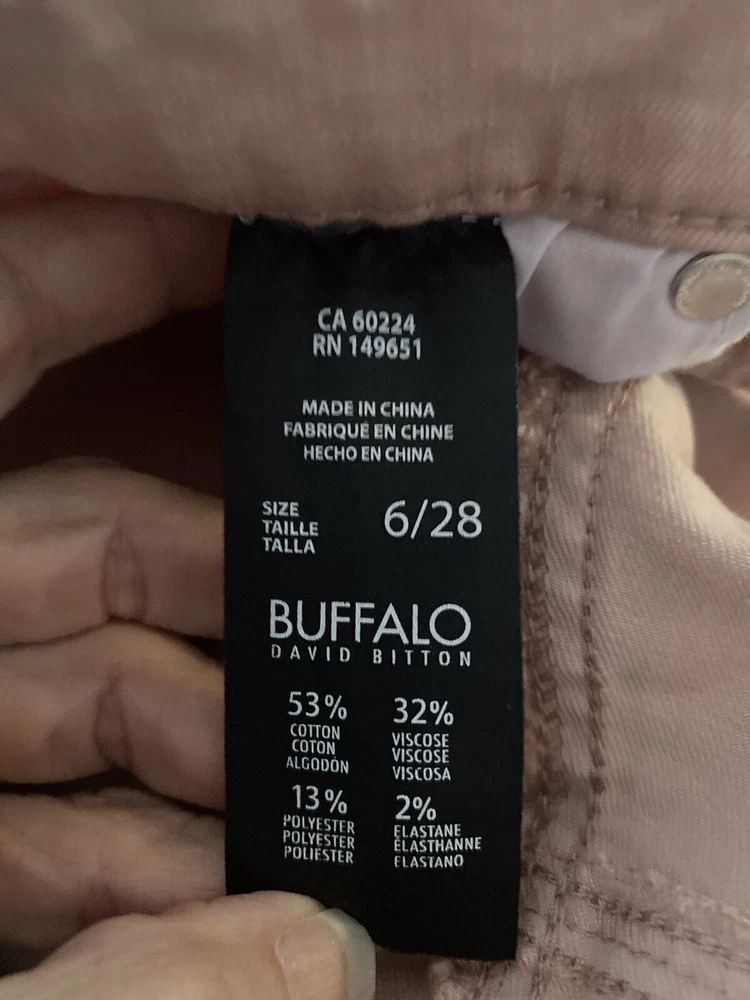 CA 60224
RN 149651
MADE IN CHINA
FABRIQUÉ EN CHINE
HECHO EN CHINA
SIZE
TAILLE
TALLA
6/28
BUFFALO
DAVID BITTON
53%
COTTON
COTON
ALGODÓN
32%
VISCOSE
VISCOSE
VISCOSA
13%
POLYESTER
POLYESTER
POLIÉSTER
2%
ELASTANE
ÉLASTHANNE
ELASTANO